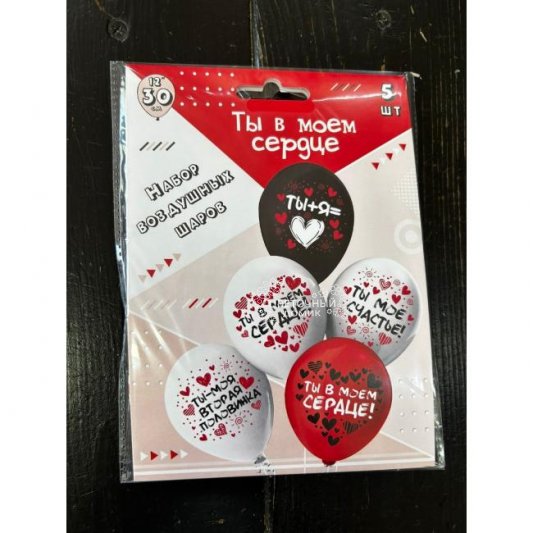 12"
30
см
5
шт
Ты в моем
сердце
Набор
воздушных
шаров
ТЫ+Я=
ТЫ В МОЕМ
СЕРДЦЕ!
ТЫ МОЁ
СЧАСТЬЕ!
ТЫ-МОЯ
ВТОРАЯ
ПОЛОВИНКА
ТЫ В МОЕМ
СЕРДЦЕ!